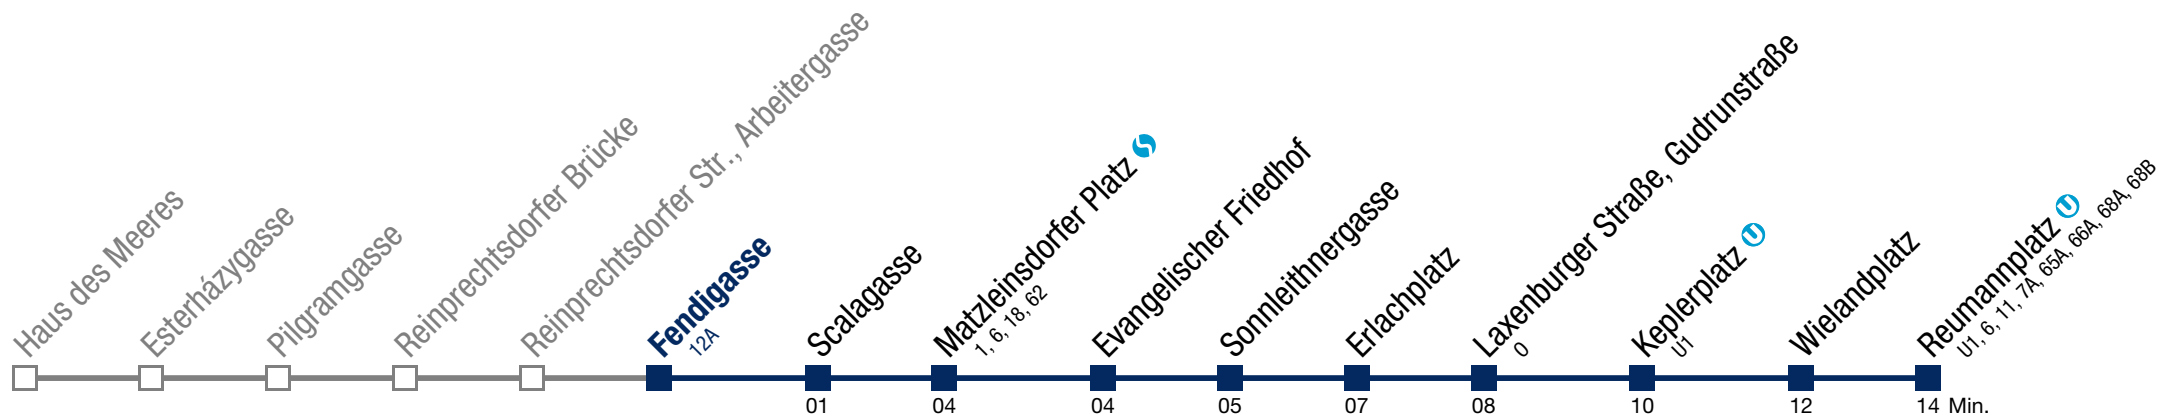 Haus des Meeres
Esterházygasse
Pilgramgasse
Reinprechtsdorfer Brücke
Reinprechtsdorfer Str., Arbeitergasse
Fendigasse
12A
Scalagasse
Matzleinsdorfer Platz
1, 6, 18, 62
Evangelischer Friedhof
Sonnleithnergasse
Erlachplatz
Laxenburger Straße, Gudrunstraße
O
Keplerplatz U
U1
Wielandplatz
Reumannplatz U
U1, 6, 11, 7A, 65A, 66A, 68A, 68B
01 04 04 05 07 08 10 12 14 Min.